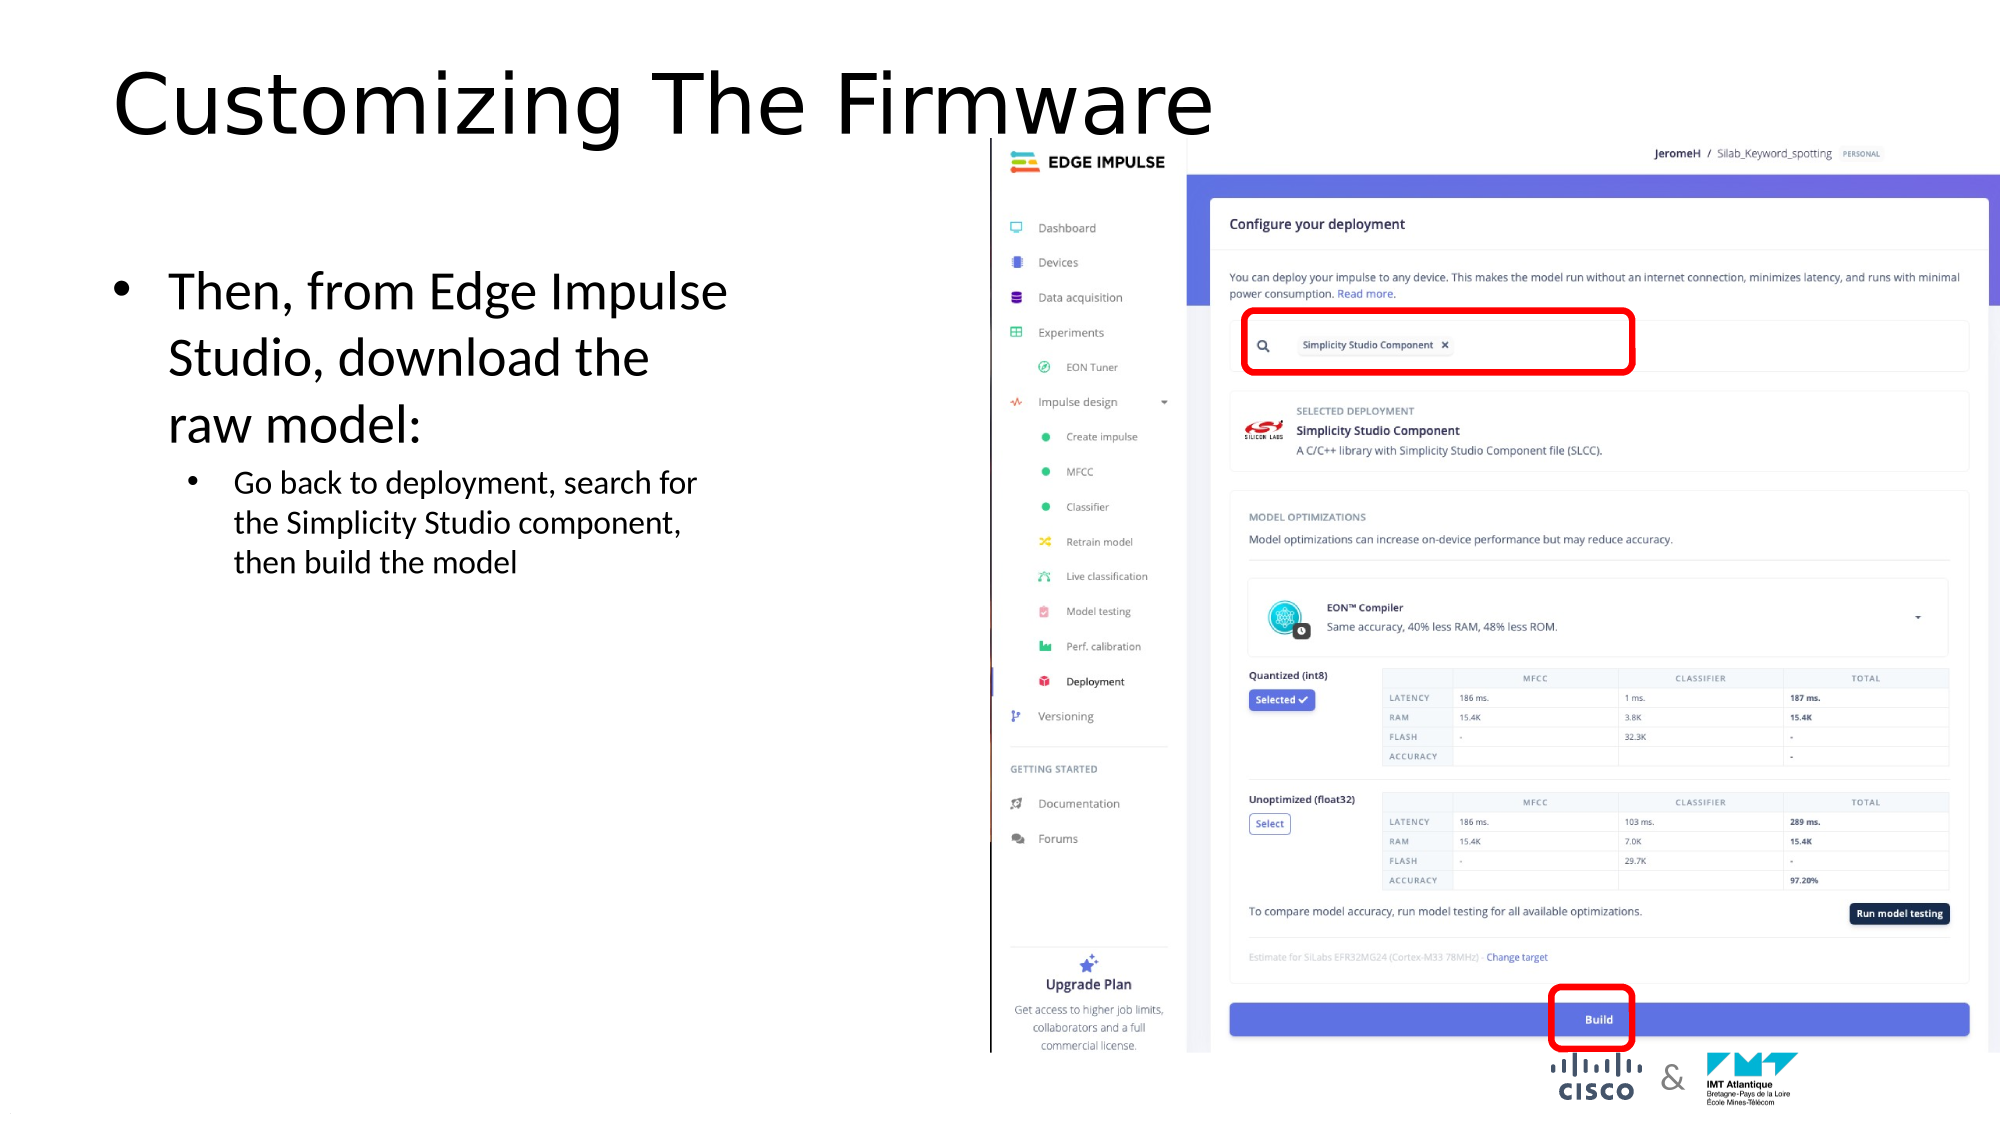 Customizing The Firmware
• Then, from Edge Impulse
Studio, download the
raw model:
• Go back to deployment, search for
the Simplicity Studio component,
then build the model
EDGE IMPULSE
Dashboard
Devices
Data acquisition
Experiments
EON Tuner
Impulse design
Create impulse
MFCC
Classifier
Retrain model
Live classification
Model testing
Perf. calibration
Deployment
Versioning
GETTING STARTED
Documentation
Forums
Upgrade Plan
Get access to higher job limits,
collaborators and a full
commercial license.
JeromeH / Silab_Keyword_spotting PERSONAL
Configure your deployment
You can deploy your impulse to any device. This makes the model run without an internet connection, minimizes latency, and runs with minimal
power consumption. Read more.
Simplicity Studio Component ×
SILICON LABS
SELECTED DEPLOYMENT
Simplicity Studio Component
A C/C++ library with Simplicity Studio Component file (SLCC).
MODEL OPTIMIZATIONS
Model optimizations can increase on-device performance but may reduce accuracy.
EON™ Compiler
Same accuracy, 40% less RAM, 48% less ROM.
Quantized (int8)
Selected ✓
MFCC CLASSIFIER TOTAL
LATENCY 186 ms. 1 ms. 187 ms.
RAM 15.4K 3.8K 15.4K
FLASH - 32.3K -
ACCURACY -
Unoptimized (float32)
Select
MFCC CLASSIFIER TOTAL
LATENCY 186 ms. 103 ms. 289 ms.
RAM 15.4K 7.0K 15.4K
FLASH - 29.7K -
ACCURACY 97.20%
To compare model accuracy, run model testing for all available optimizations.
Run model testing
Estimate for SiLabs EFR32MG24 (Cortex-M33 78MHz) - Change target
Build
CISCO
&
IMT Atlantique
Bretagne-Pays de la Loire
École Mines-Télécom